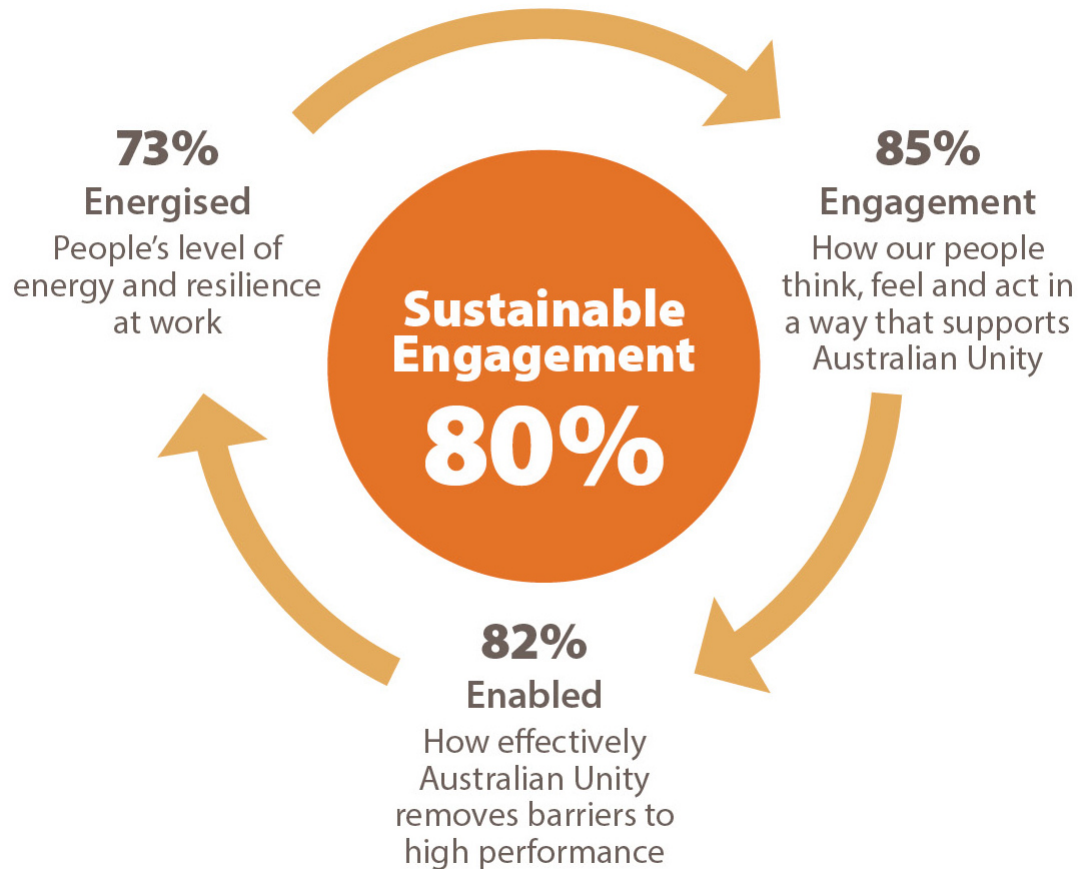 73%
Energised
People’s level of
energy and resilience
at work
85%
Engagement
How our people
think, feel and act in
a way that supports
Australian Unity
Sustainable
Engagement
80%
82%
Enabled
How effectively
Australian Unity
removes barriers to
high performance